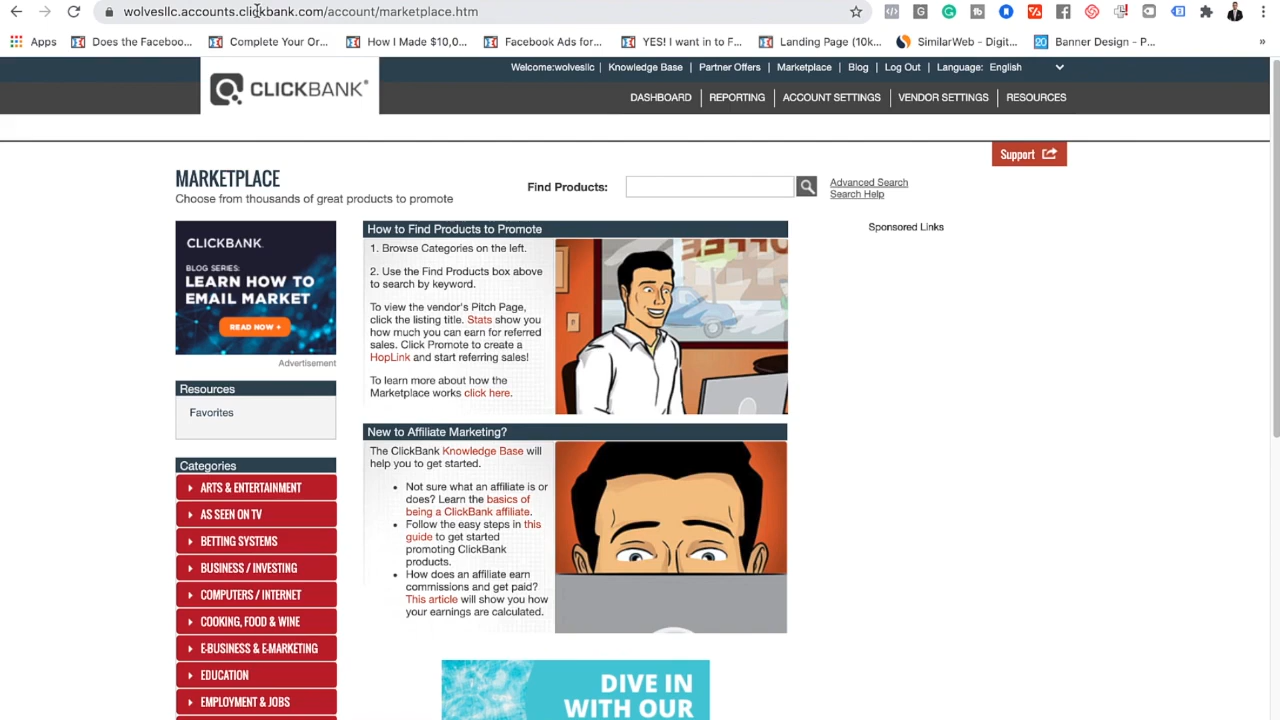 wolvesllc.accounts.clickbank.com/account/marketplace.htm
Apps Does the Faceboo... Complete Your Or... How I Made $10,0... Facebook Ads for... YES! I want in to F... Landing Page (10k... SimilarWeb - Digit... 20 Banner Design - P... »
Welcome:wolvesllc | Knowledge Base | Partner Offers | Marketplace | Blog | Log Out | Language: English
CLICKBANK®
DASHBOARD | REPORTING | ACCOUNT SETTINGS | VENDOR SETTINGS | RESOURCES
Support
MARKETPLACE
Choose from thousands of great products to promote
Find Products:
Advanced Search
Search Help
CLICKBANK
BLOG SERIES:
LEARN HOW TO
EMAIL MARKET
READ NOW +
Advertisement
Resources
Favorites
Categories
ARTS & ENTERTAINMENT
AS SEEN ON TV
BETTING SYSTEMS
BUSINESS / INVESTING
COMPUTERS / INTERNET
COOKING, FOOD & WINE
E-BUSINESS & E-MARKETING
EDUCATION
EMPLOYMENT & JOBS
How to Find Products to Promote
1. Browse Categories on the left.
2. Use the Find Products box above
to search by keyword.
To view the vendor's Pitch Page,
click the listing title. Stats show you
how much you can earn for referred
sales. Click Promote to create a
HopLink and start referring sales!
To learn more about how the
Marketplace works click here.
New to Affiliate Marketing?
The ClickBank Knowledge Base will
help you to get started.
• Not sure what an affiliate is or
does? Learn the basics of
being a ClickBank affiliate.
• Follow the easy steps in this
guide to get started
promoting ClickBank
products.
• How does an affiliate earn
commissions and get paid?
This article will show you how
your earnings are calculated.
DIVE IN
WITH OUR
Sponsored Links